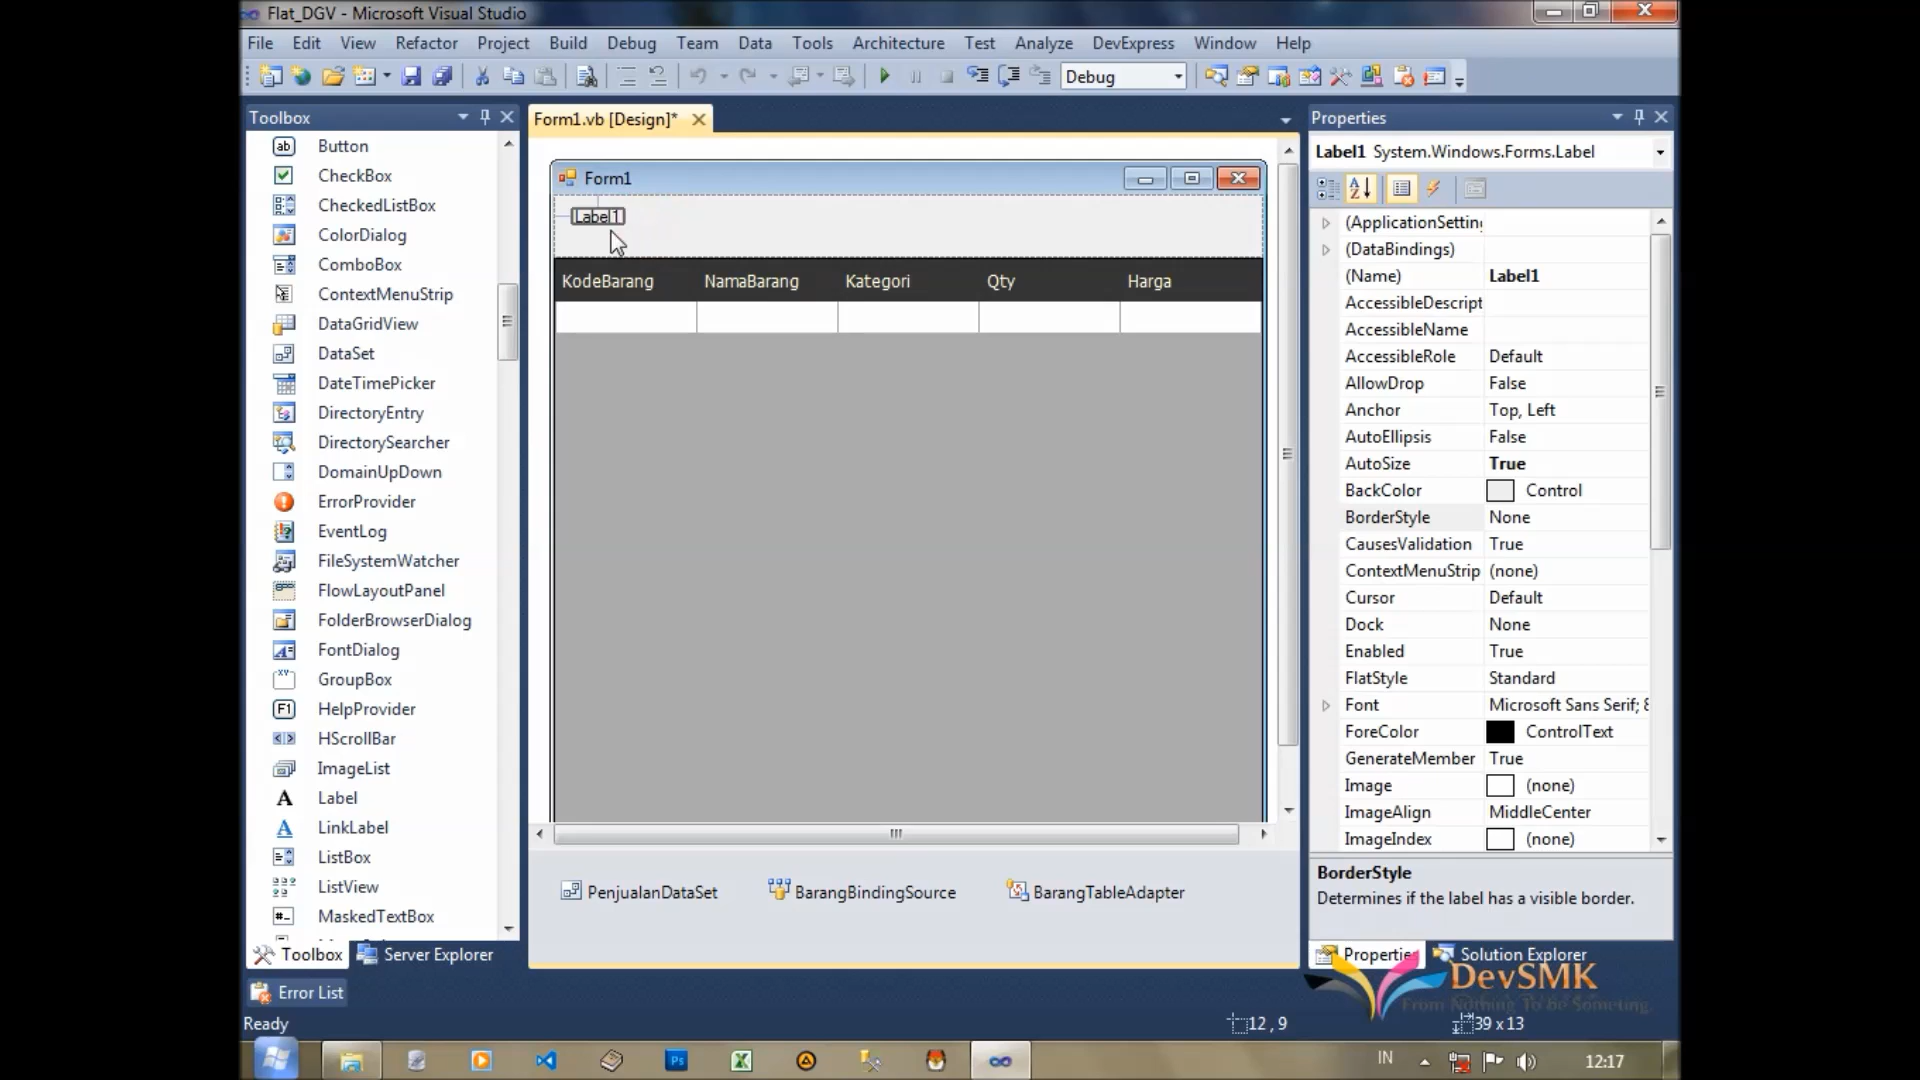 Flat_DGV - Microsoft Visual Studio
File Edit View Refactor Project Build Debug Team Data Tools Architecture Test Analyze DevExpress Window Help
Debug
Toolbox
Button
CheckBox
CheckedListBox
ColorDialog
ComboBox
ContextMenuStrip
DataGridView
DataSet
DateTimePicker
DirectoryEntry
DirectorySearcher
DomainUpDown
ErrorProvider
EventLog
FileSystemWatcher
FlowLayoutPanel
FolderBrowserDialog
FontDialog
GroupBox
HelpProvider
HScrollBar
ImageList
Label
LinkLabel
ListBox
ListView
MaskedTextBox
Toolbox Server Explorer
Form1.vb [Design]*
Form1
Label1
KodeBarang NamaBarang Kategori Qty Harga
PenjualanDataSet BarangBindingSource BarangTableAdapter
Properties
Label1 System.Windows.Forms.Label
(ApplicationSetting
(DataBindings)
(Name) Label1
AccessibleDescript
AccessibleName
AccessibleRole Default
AllowDrop False
Anchor Top, Left
AutoEllipsis False
AutoSize True
BackColor Control
BorderStyle None
CausesValidation True
ContextMenuStrip (none)
Cursor Default
Dock None
Enabled True
FlatStyle Standard
Font Microsoft Sans Serif; 8
ForeColor ControlText
GenerateMember True
Image (none)
ImageAlign MiddleCenter
ImageIndex (none)
BorderStyle
Determines if the label has a visible border.
Properties Solution Explorer
DevSMK
From Nothing To be Someting.
Error List
Ready 12 , 9 39 x 13
IN 12:17